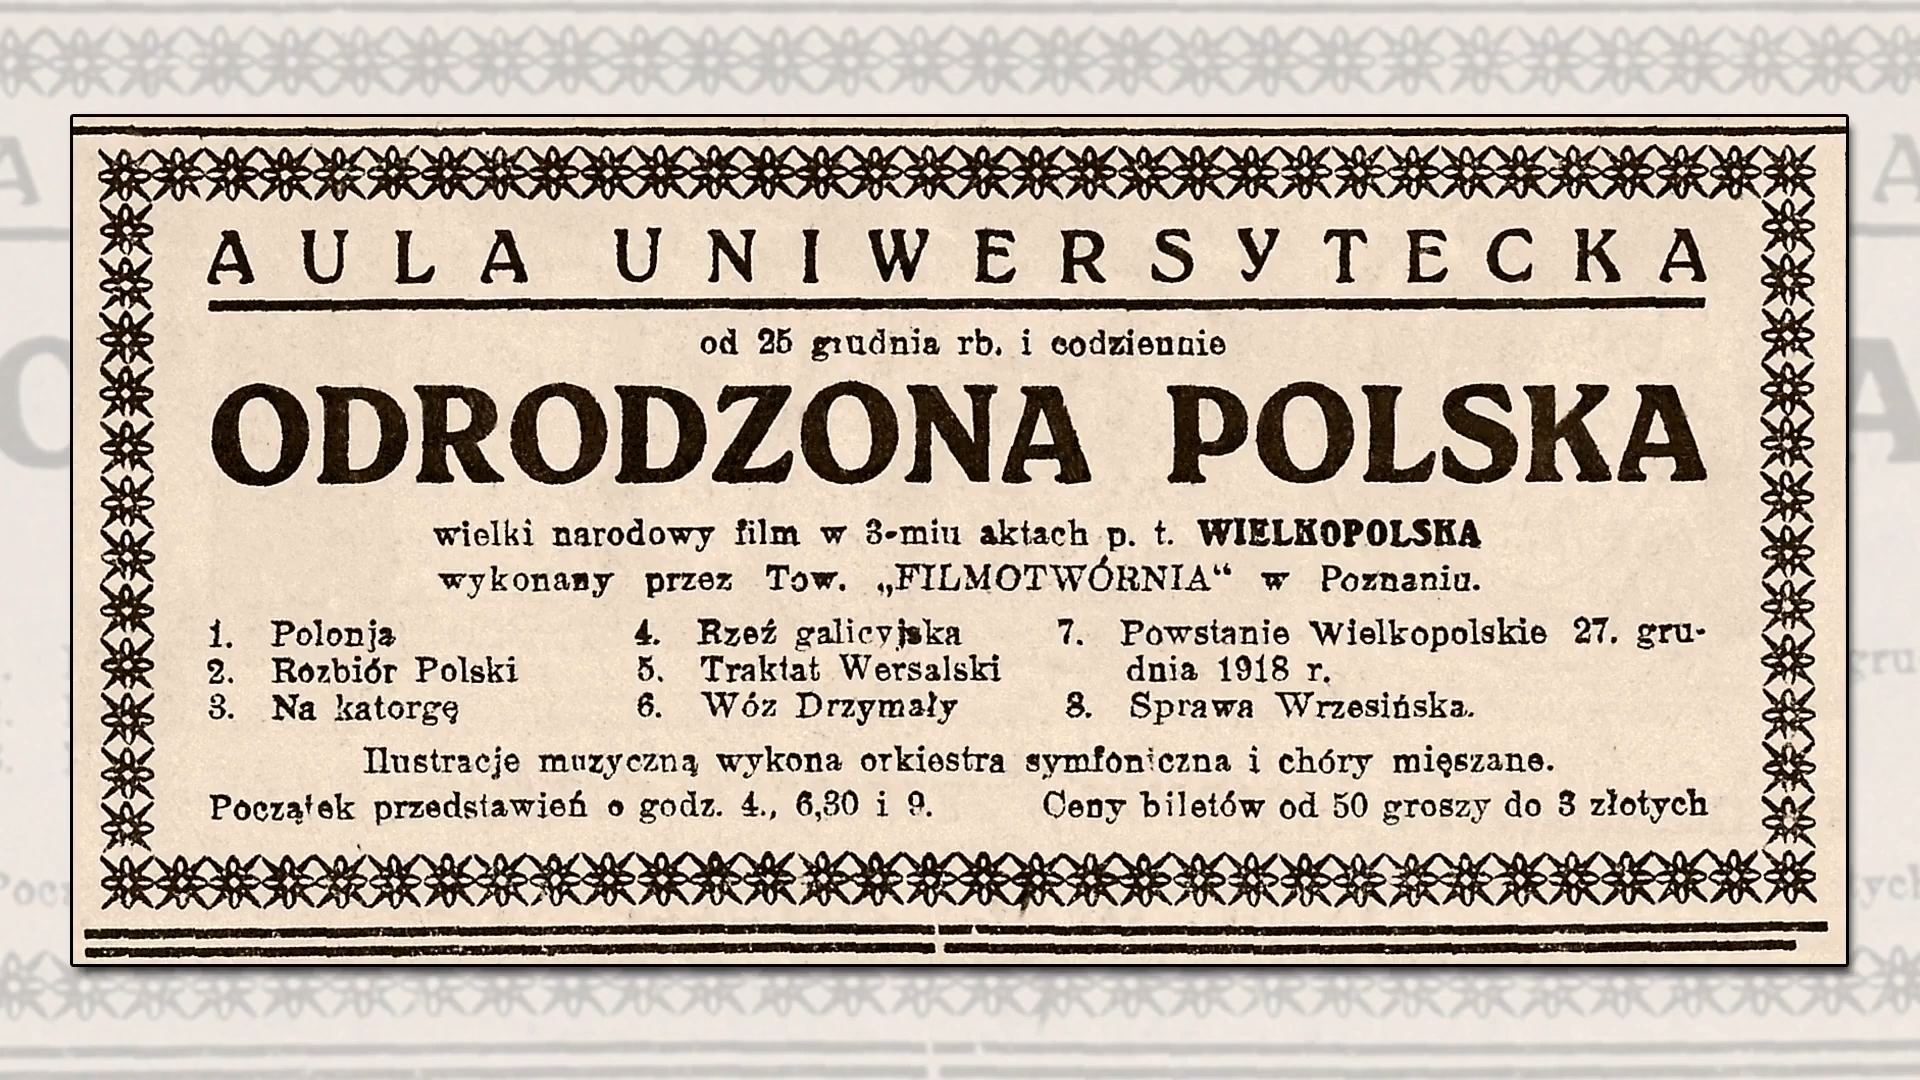 AULA UNIWERSYTECKA
od 25 grudnia rb. i codziennie
ODRODZONA POLSKA
wielki narodowy film w 3-miu aktach p. t. WIELKOPOLSKA
wykonany przez Tow. „FILMOTWÓRNIA“ w Poznaniu.
1. Polonja
2. Rozbiór Polski
3. Na katorgę
4. Rzeź galicyjska
5. Traktat Wersalski
6. Wóz Drzymały
7. Powstanie Wielkopolskie 27. gru-
dnia 1918 r.
8. Sprawa Wrzesińska.
Ilustracje muzyczną wykona orkiestra symfoniczna i chóry mięszane.
Początek przedstawień o godz. 4., 6,30 i 9. Ceny biletów od 50 groszy do 3 złotych